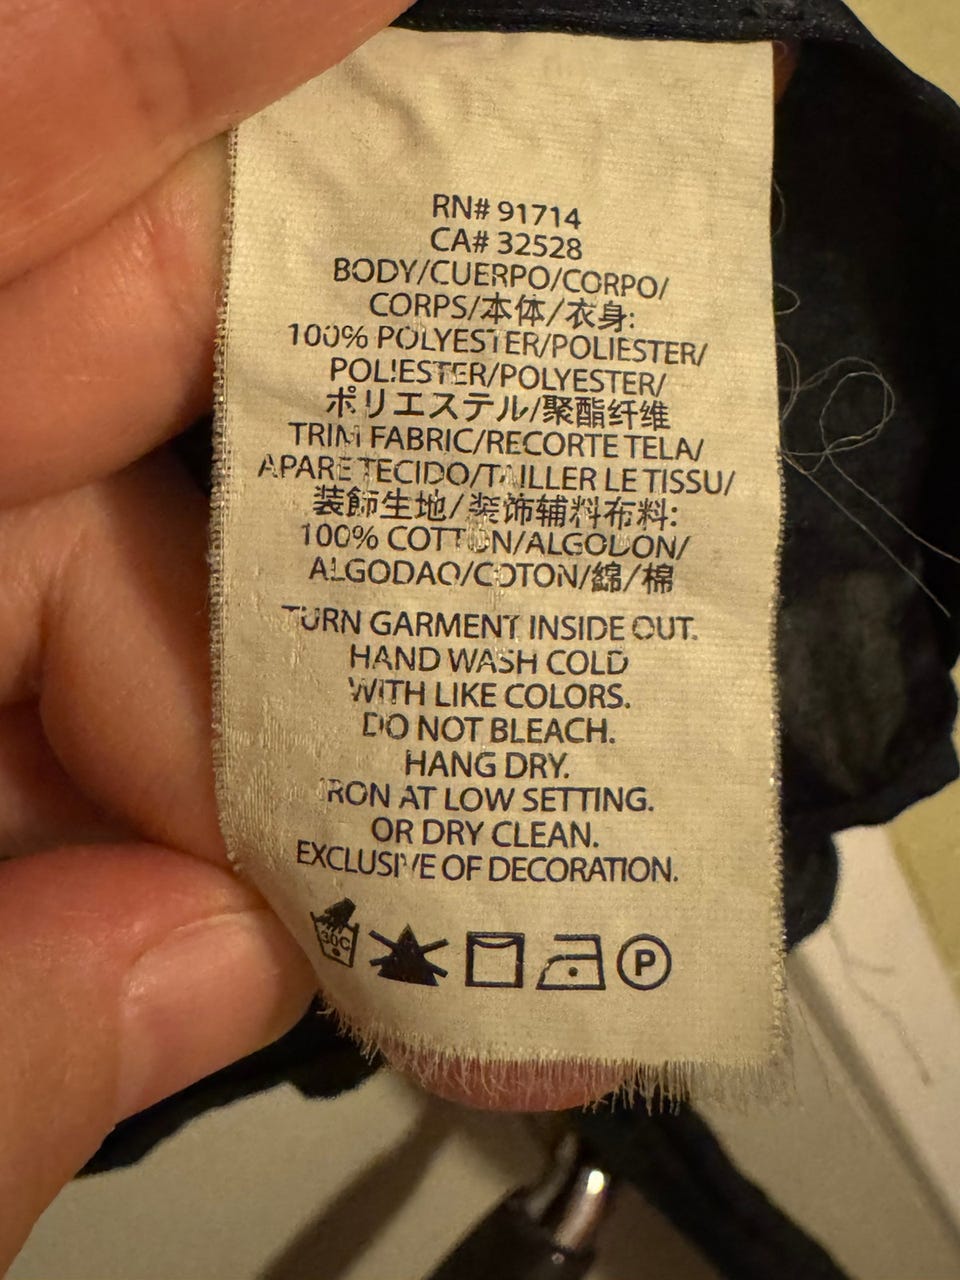 RN# 91714
CA# 32528
BODY/CUERPO/CORPO/
CORPS/本体/衣身:
100% POLYESTER/POLIESTER/
POLIESTER/POLYESTER/
ポリエステル/聚酯纤维
TRIM FABRIC/RECORTE TELA/
APARE TECIDO/TAILLER LE TISSU/
装飾生地/装饰辅料布料:
100% COTTON/ALGODON/
ALGODAO/COTON/綿/棉
TURN GARMENT INSIDE OUT.
HAND WASH COLD
WITH LIKE COLORS.
DO NOT BLEACH.
HANG DRY.
IRON AT LOW SETTING.
OR DRY CLEAN.
EXCLUSIVE OF DECORATION.
30C P